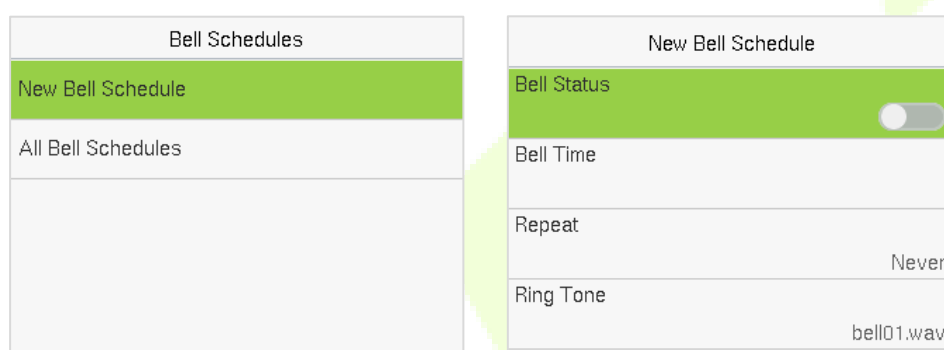 Bell Schedules
New Bell Schedule
All Bell Schedules
New Bell Schedule
Bell Status
Bell Time
Repeat
Never
Ring Tone
bell01.wav